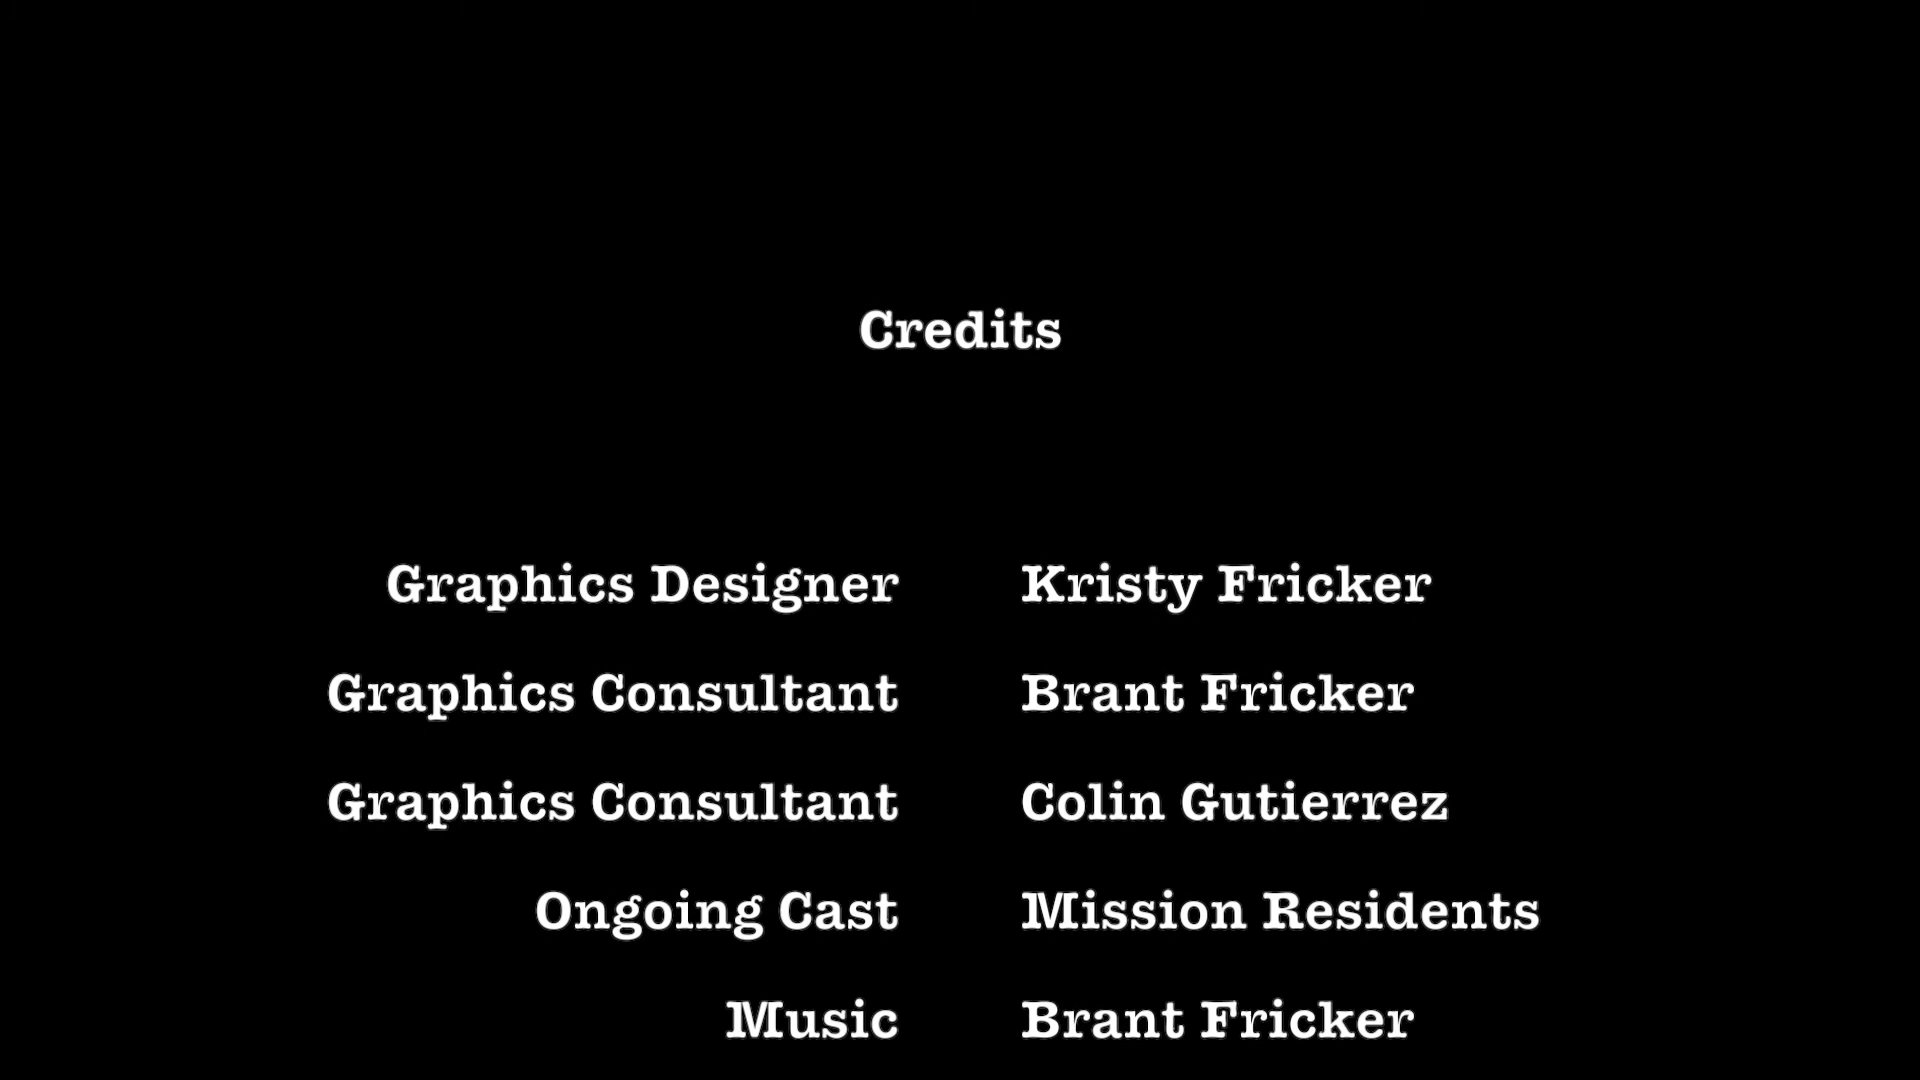 Credits
Graphics Designer Kristy Fricker
Graphics Consultant Brant Fricker
Graphics Consultant Colin Gutierrez
Ongoing Cast Mission Residents
Music Brant Fricker